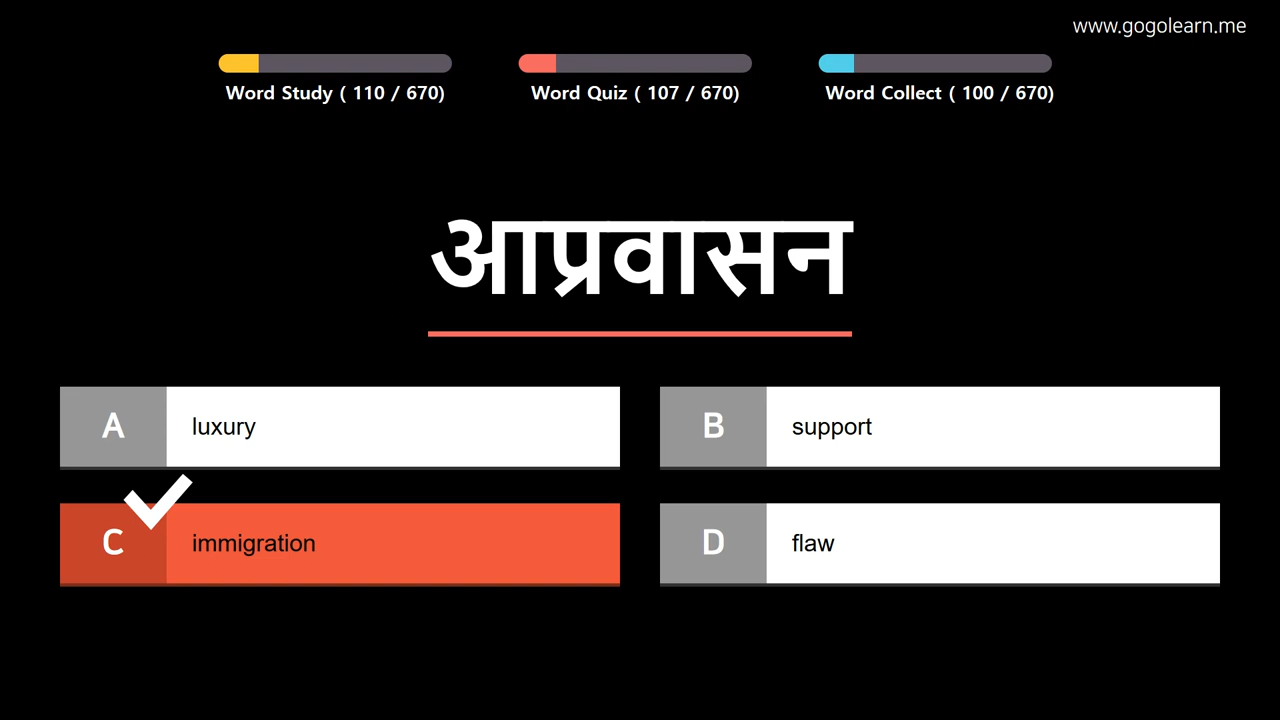 www.gogolearn.me
Word Study ( 110 / 670)
Word Quiz ( 107 / 670)
Word Collect ( 100 / 670)
आप्रवासन
A luxury
B support
C immigration
D flaw